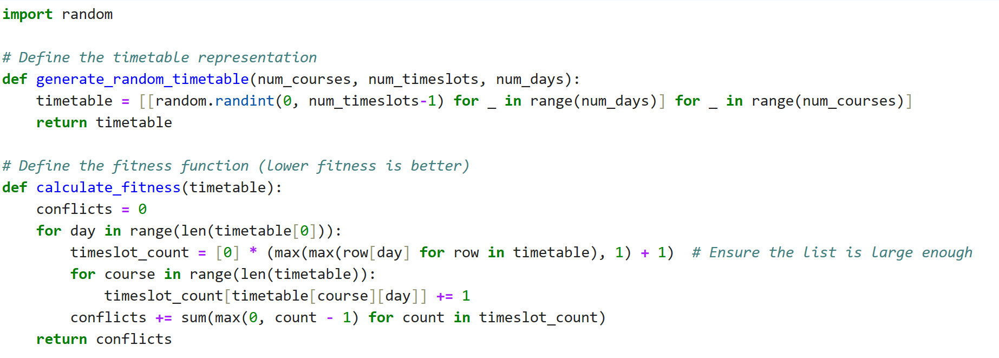 import random
# Define the timetable representation
def generate_random_timetable(num_courses, num_timeslots, num_days):
    timetable = [[random.randint(0, num_timeslots-1) for _ in range(num_days)] for _ in range(num_courses)]
    return timetable
# Define the fitness function (lower fitness is better)
def calculate_fitness(timetable):
    conflicts = 0
    for day in range(len(timetable[0])):
        timeslot_count = [0] * (max(max(row[day] for row in timetable), 1) + 1)  # Ensure the list is large enough
        for course in range(len(timetable)):
            timeslot_count[timetable[course][day]] += 1
        conflicts += sum(max(0, count - 1) for count in timeslot_count)
    return conflicts